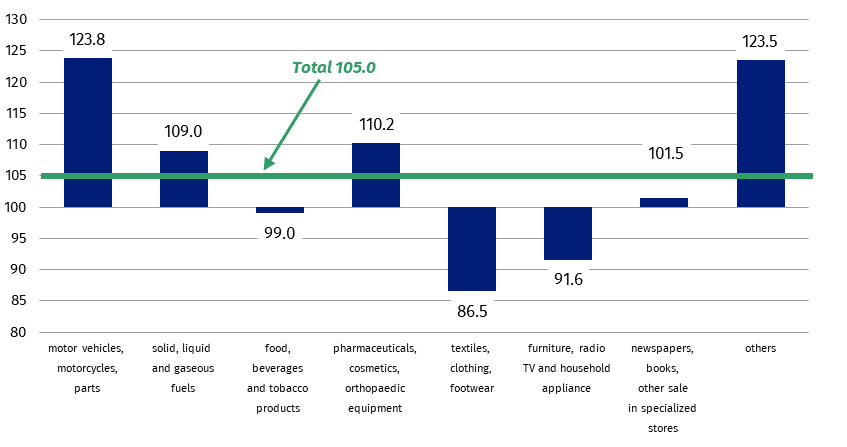 130
125
120
115
110
105
100
95
90
85
80
123.8
109.0
99.0
110.2
86.5
91.6
101.5
123.5
Total 105.0
motor vehicles,
motorcycles,
parts
solid, liquid
and gaseous
fuels
food,
beverages
and tobacco
products
pharmaceuticals,
cosmetics,
orthopaedic
equipment
textiles,
clothing,
footwear
furniture, radio
TV and household
appliance
newspapers,
books,
other sale
in specialized
stores
others